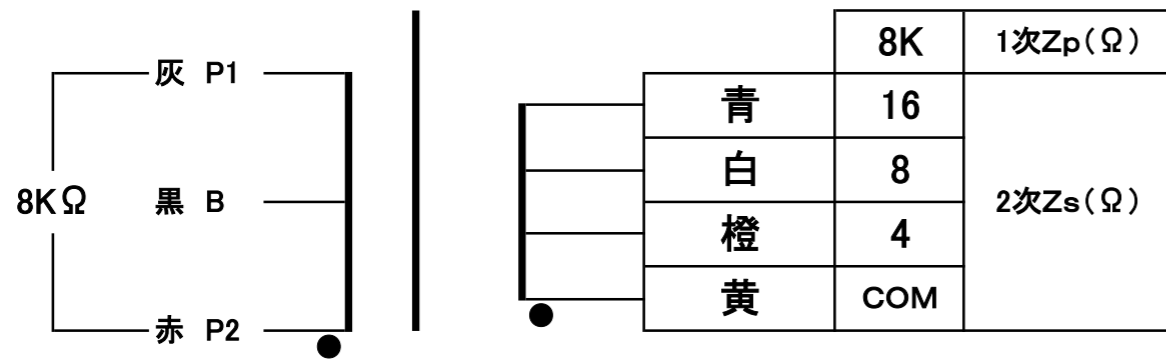 8K 1次Zp(Ω)
灰 P1
青 16
白 8
8KΩ 黒 B 2次Zs(Ω)
橙 4
黄 COM
赤 P2